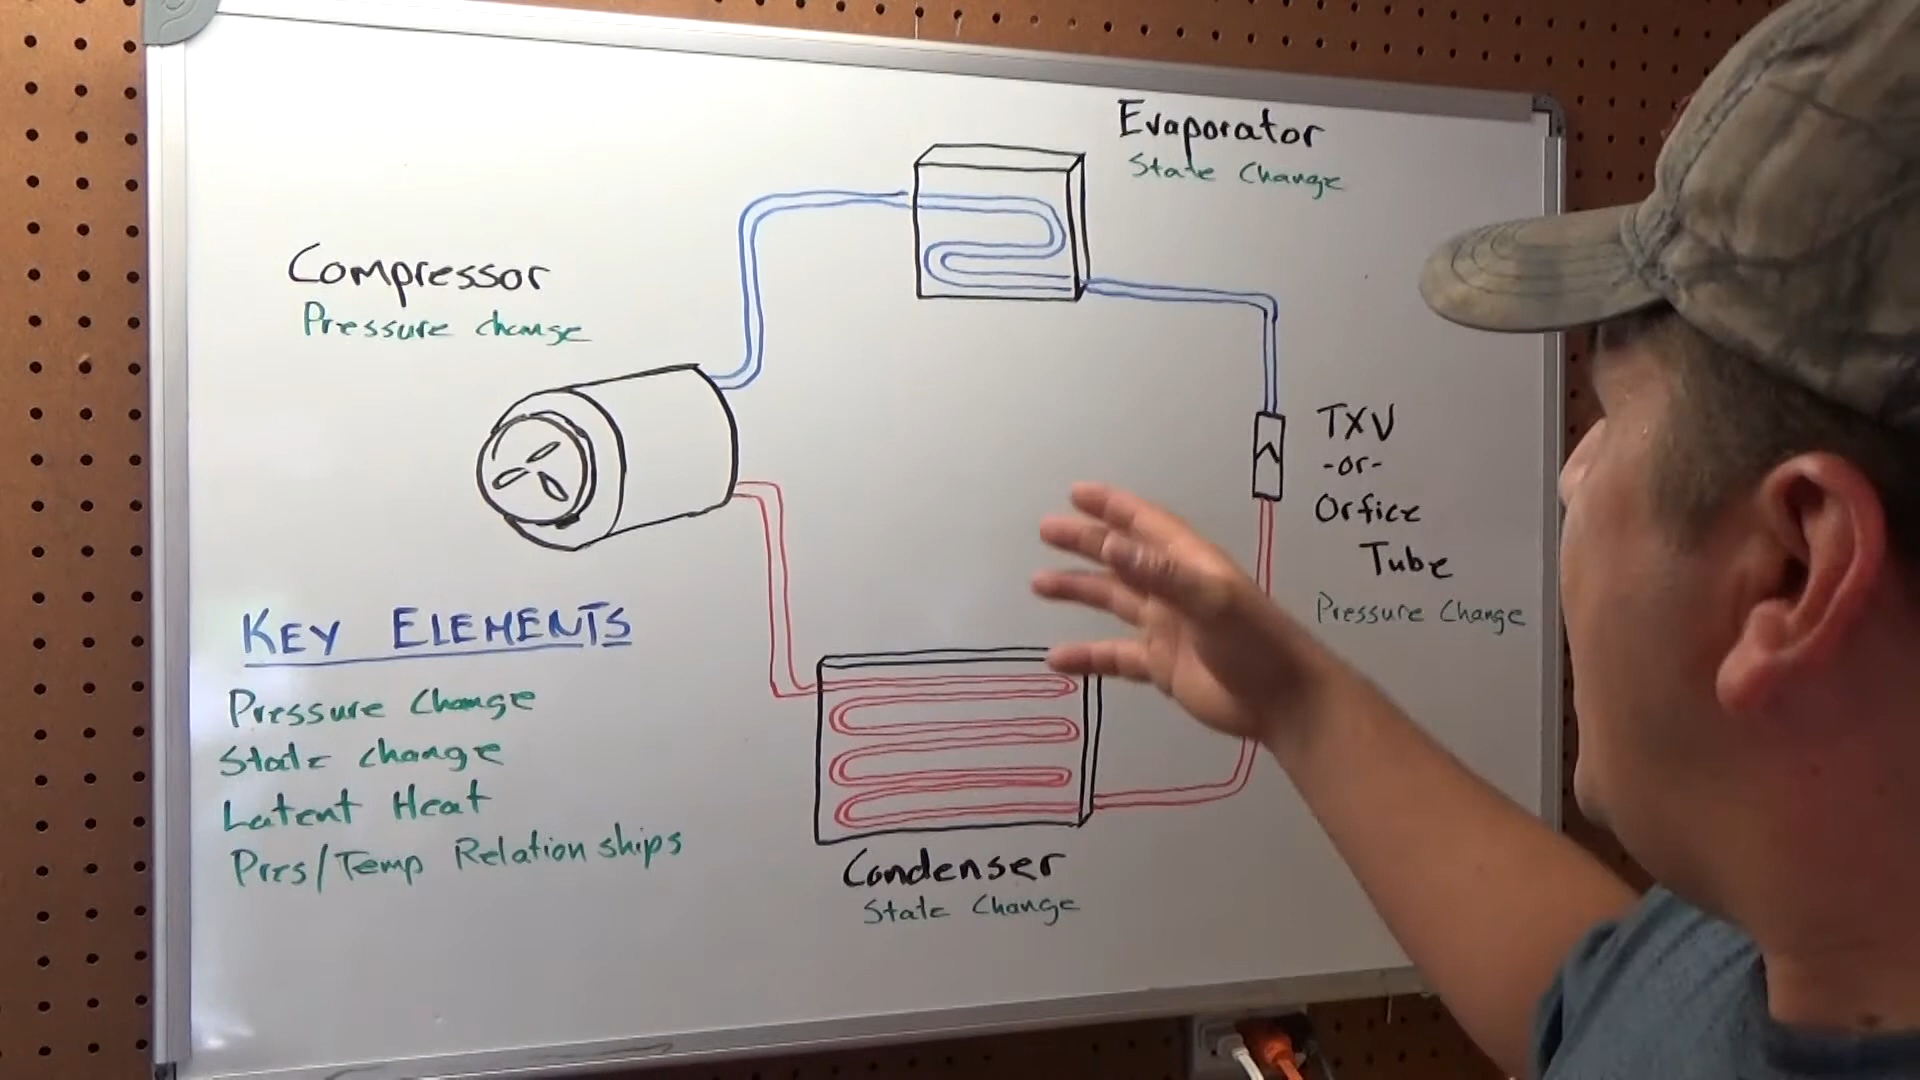 Evaporator
State Change
Compressor
Pressure change
TXV
-or-
Orfice
Tube
Pressure Change
KEY ELEMENTS
Pressure Change
State change
Latent Heat
Pres/Temp Relationships
Condenser
State Change